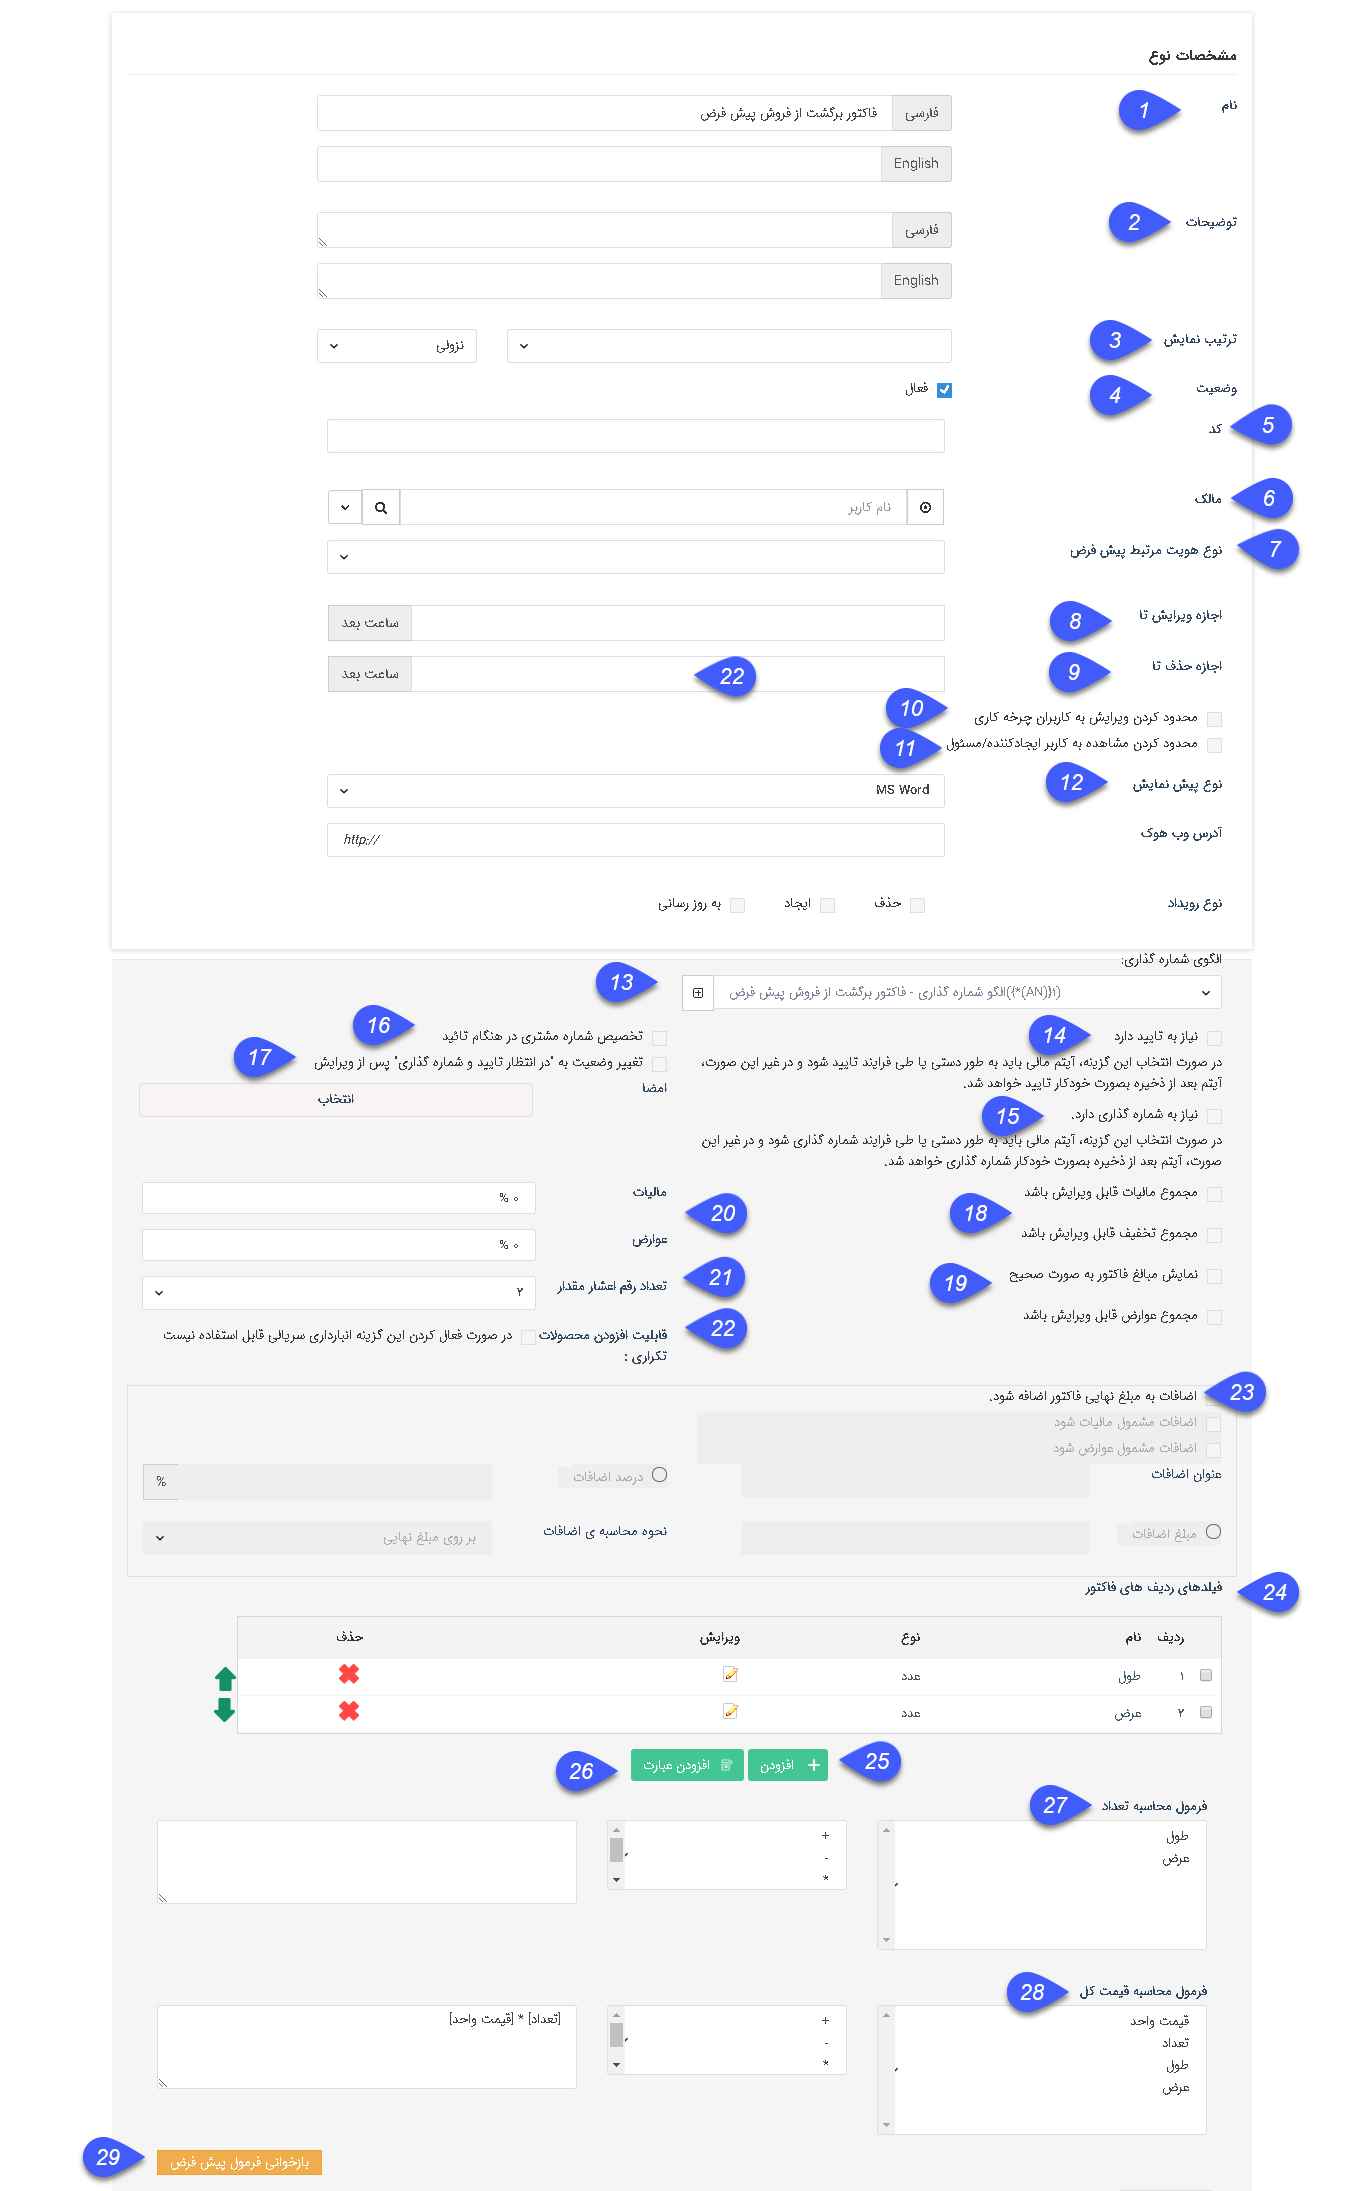 مشخصات نوع
نام
1
فارسی
فاکتور برگشت از فروش پیش فرض
English
توضیحات
2
فارسی
English
ترتیب نمایش
3
نزولی
وضعیت
4
فعال
کد
5
مالک
6
نام کاربر
نوع هویت مرتبط پیش فرض
7
اجازه ویرایش تا
8
ساعت بعد
اجازه حذف تا
9
22
ساعت بعد
محدود کردن ویرایش به کاربران چرخه کاری
10
محدود کردن مشاهده به کاربر ایجادکننده/مسئول
11
نوع پیش نمایش
12
MS Word
آدرس وب هوک
http://
نوع رویداد
حذف
ایجاد
به روز رسانی
الگوی شماره گذاری:
الگو شماره گذاری - فاکتور برگشت از فروش پیش فرض({*(AN)}1)
13
نیاز به تایید دارد
14
در صورت انتخاب این گزینه، آیتم مالی باید به طور دستی یا طی فرایند تایید شود و در غیر این صورت،
آیتم بعد از ذخیره بصورت خودکار تایید خواهد شد.
نیاز به شماره گذاری دارد.
15
در صورت انتخاب این گزینه، آیتم مالی باید به طور دستی یا طی فرایند شماره گذاری شود و در غیر این
صورت، آیتم بعد از ذخیره بصورت خودکار شماره گذاری خواهد شد.
تخصیص شماره مشتری در هنگام تائید
16
تغییر وضعیت به "در انتظار تایید و شماره گذاری" پس از ویرایش
17
امضا
انتخاب
مجموع مالیات قابل ویرایش باشد
18
مجموع تخفیف قابل ویرایش باشد
نمایش مبالغ فاکتور به صورت صحیح
19
مجموع عوارض قابل ویرایش باشد
20
مالیات
% ۰
عوارض
% ۰
21
تعداد رقم اعشار مقدار
۲
22
قابلیت افزودن محصولات
تکراری :
در صورت فعال کردن این گزینه انبارداری سریالی قابل استفاده نیست
23
اضافات به مبلغ نهایی فاکتور اضافه شود.
اضافات مشمول مالیات شود
اضافات مشمول عوارض شود
عنوان اضافات
درصد اضافات
%
مبلغ اضافات
نحوه محاسبه ی اضافات
بر روی مبلغ نهایی
24
فیلدهای ردیف های فاکتور
ردیف نام نوع ویرایش حذف
۱ طول عدد
۲ عرض عدد
25
افزودن
افزودن عبارت
26
فرمول محاسبه تعداد
27
طول
عرض
+
-
*
فرمول محاسبه قیمت کل
28
قیمت واحد
تعداد
طول
عرض
+
-
*
[تعداد] * [قیمت واحد]
بازخوانی فرمول پیش فرض
29